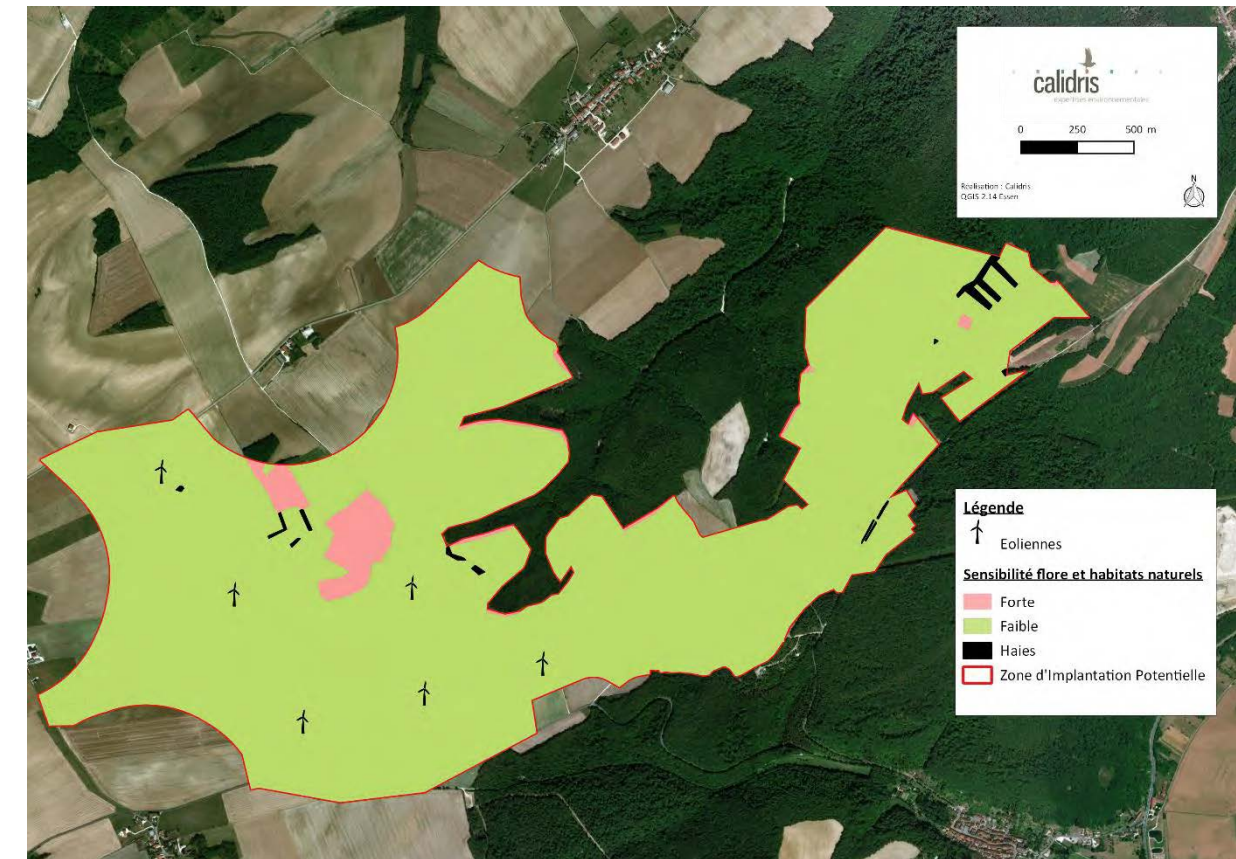 calidris
expertises environnementales
0 250 500 m
Réalisation : Calidris
QGIS 2.14 Essen
N
Légende
Eoliennes
Sensibilité flore et habitats naturels
Forte
Faible
Haies
Zone d'Implantation Potentielle